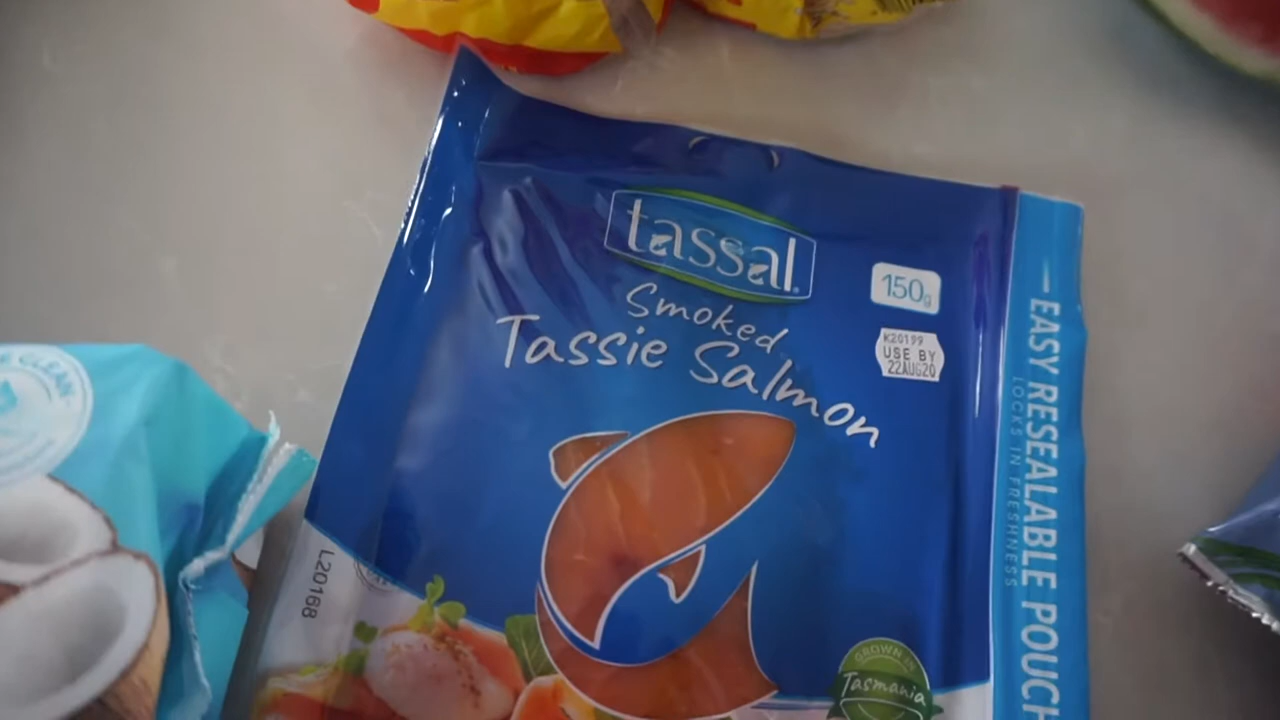 tassal
Smoked
Tassie Salmon
150g
K20199
USE BY
22AUG20
EASY RESEALABLE POUCH
LOCKS IN FRESHNESS
L20168
GROWN IN
Tasmania
CLEAN